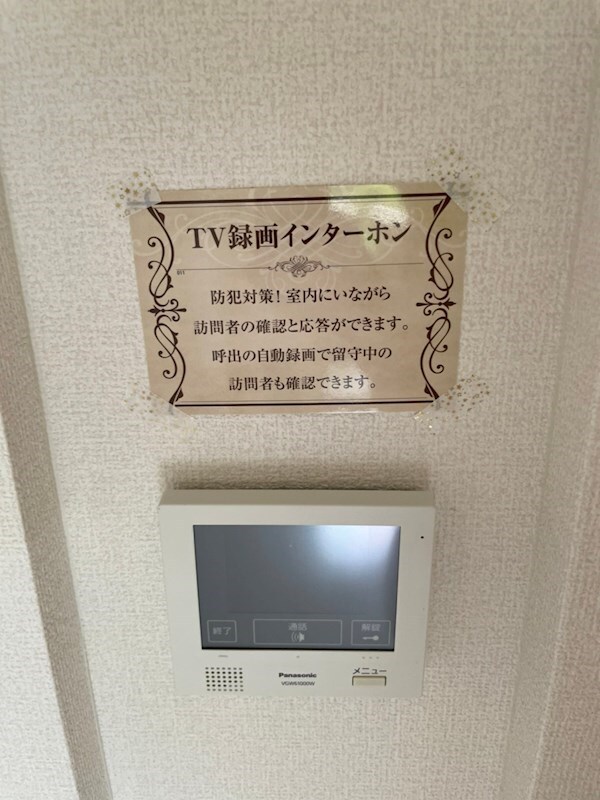 TV録画インターホン
防犯対策！室内にいながら
訪問者の確認と応答ができます。
呼出の自動録画で留守中の
訪問者も確認できます。
終了
通話
解錠
Panasonic
メニュー